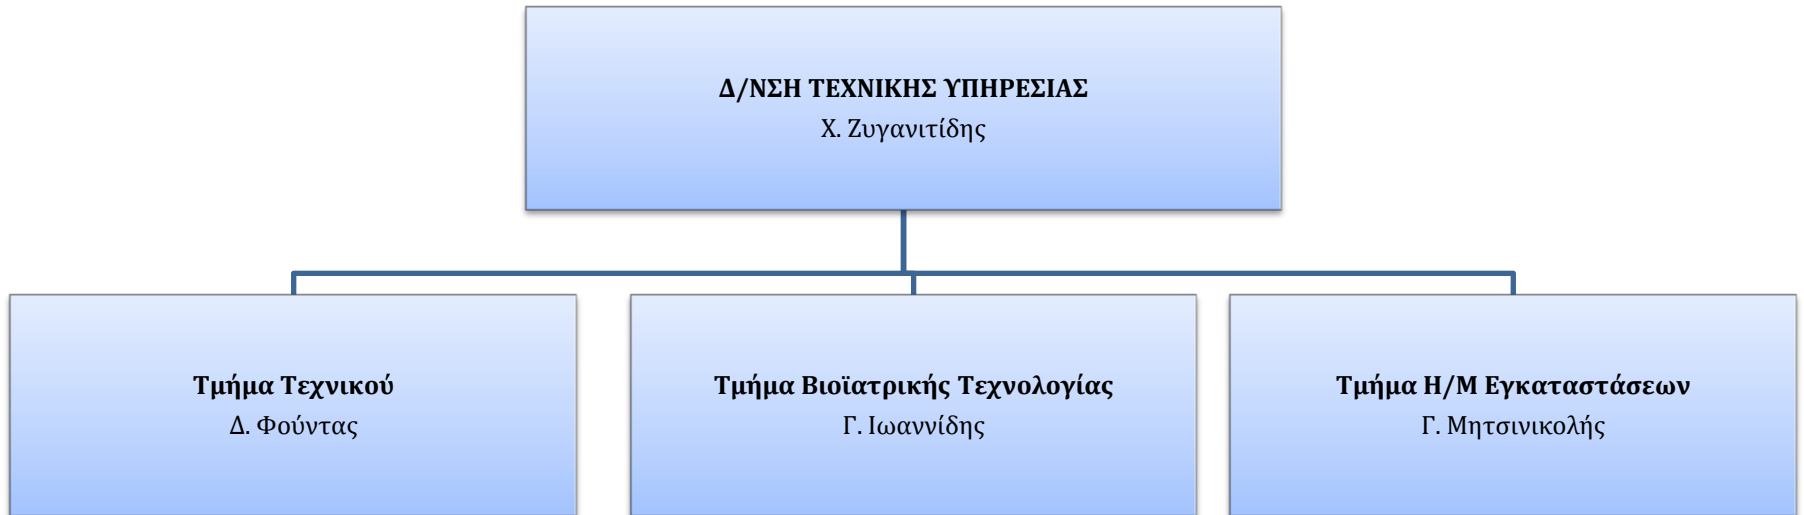 Δ/ΝΣΗ ΤΕΧΝΙΚΗΣ ΥΠΗΡΕΣΙΑΣ
Χ. Ζυγανιτίδης
Τμήμα Τεχνικού
Δ. Φούντας
Τμήμα Βιοϊατρικής Τεχνολογίας
Γ. Ιωαννίδης
Τμήμα Η/Μ Εγκαταστάσεων
Γ. Μητσινικολής